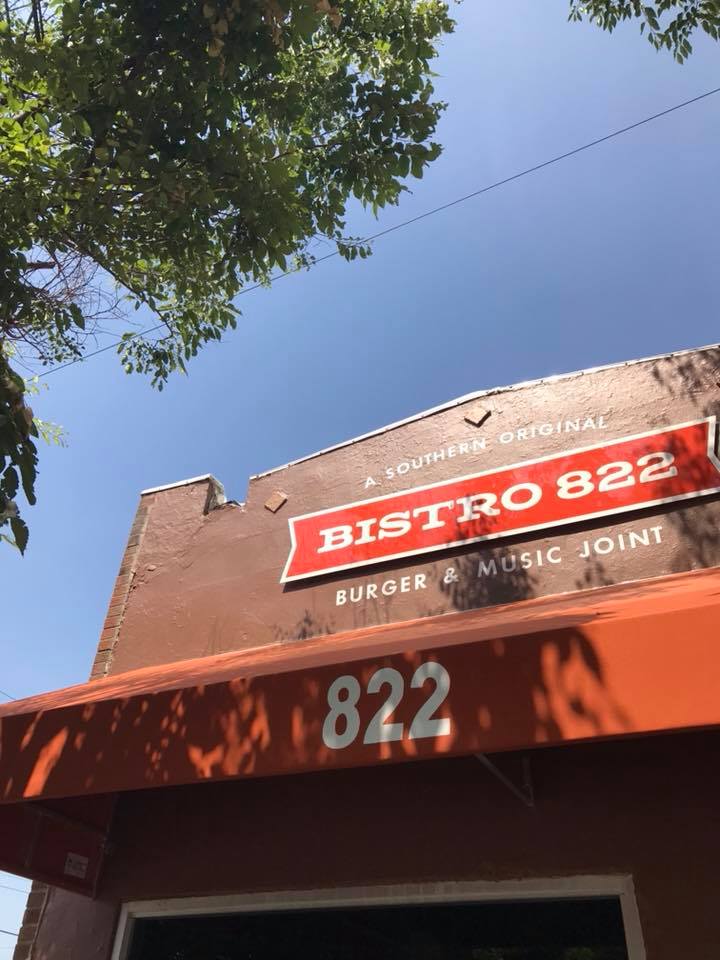 A SOUTHERN ORIGINAL
BISTRO 822
BURGER & MUSIC JOINT
822